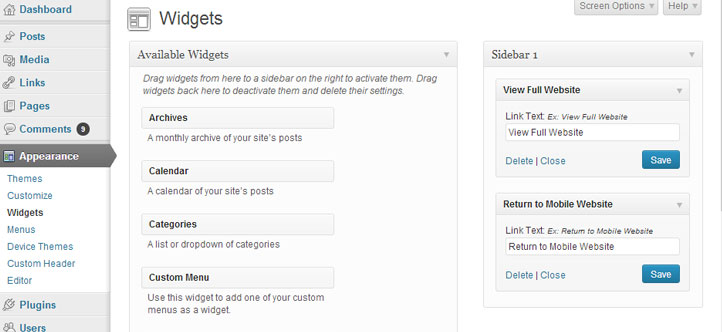 Dashboard
Posts
Media
Links
Pages
Comments 9
Appearance
Themes
Customize
Widgets
Menus
Device Themes
Custom Header
Editor
Plugins
Users
Screen Options
Help
Widgets
Available Widgets
Drag widgets from here to a sidebar on the right to activate them. Drag
widgets back here to deactivate them and delete their settings.
Archives
A monthly archive of your site's posts
Calendar
A calendar of your site's posts
Categories
A list or dropdown of categories
Custom Menu
Use this widget to add one of your custom
menus as a widget.
Sidebar 1
View Full Website
Link Text: Ex: View Full Website
View Full Website
Delete | Close
Save
Return to Mobile Website
Link Text: Ex: Return to Mobile Website
Return to Mobile Website
Delete | Close
Save